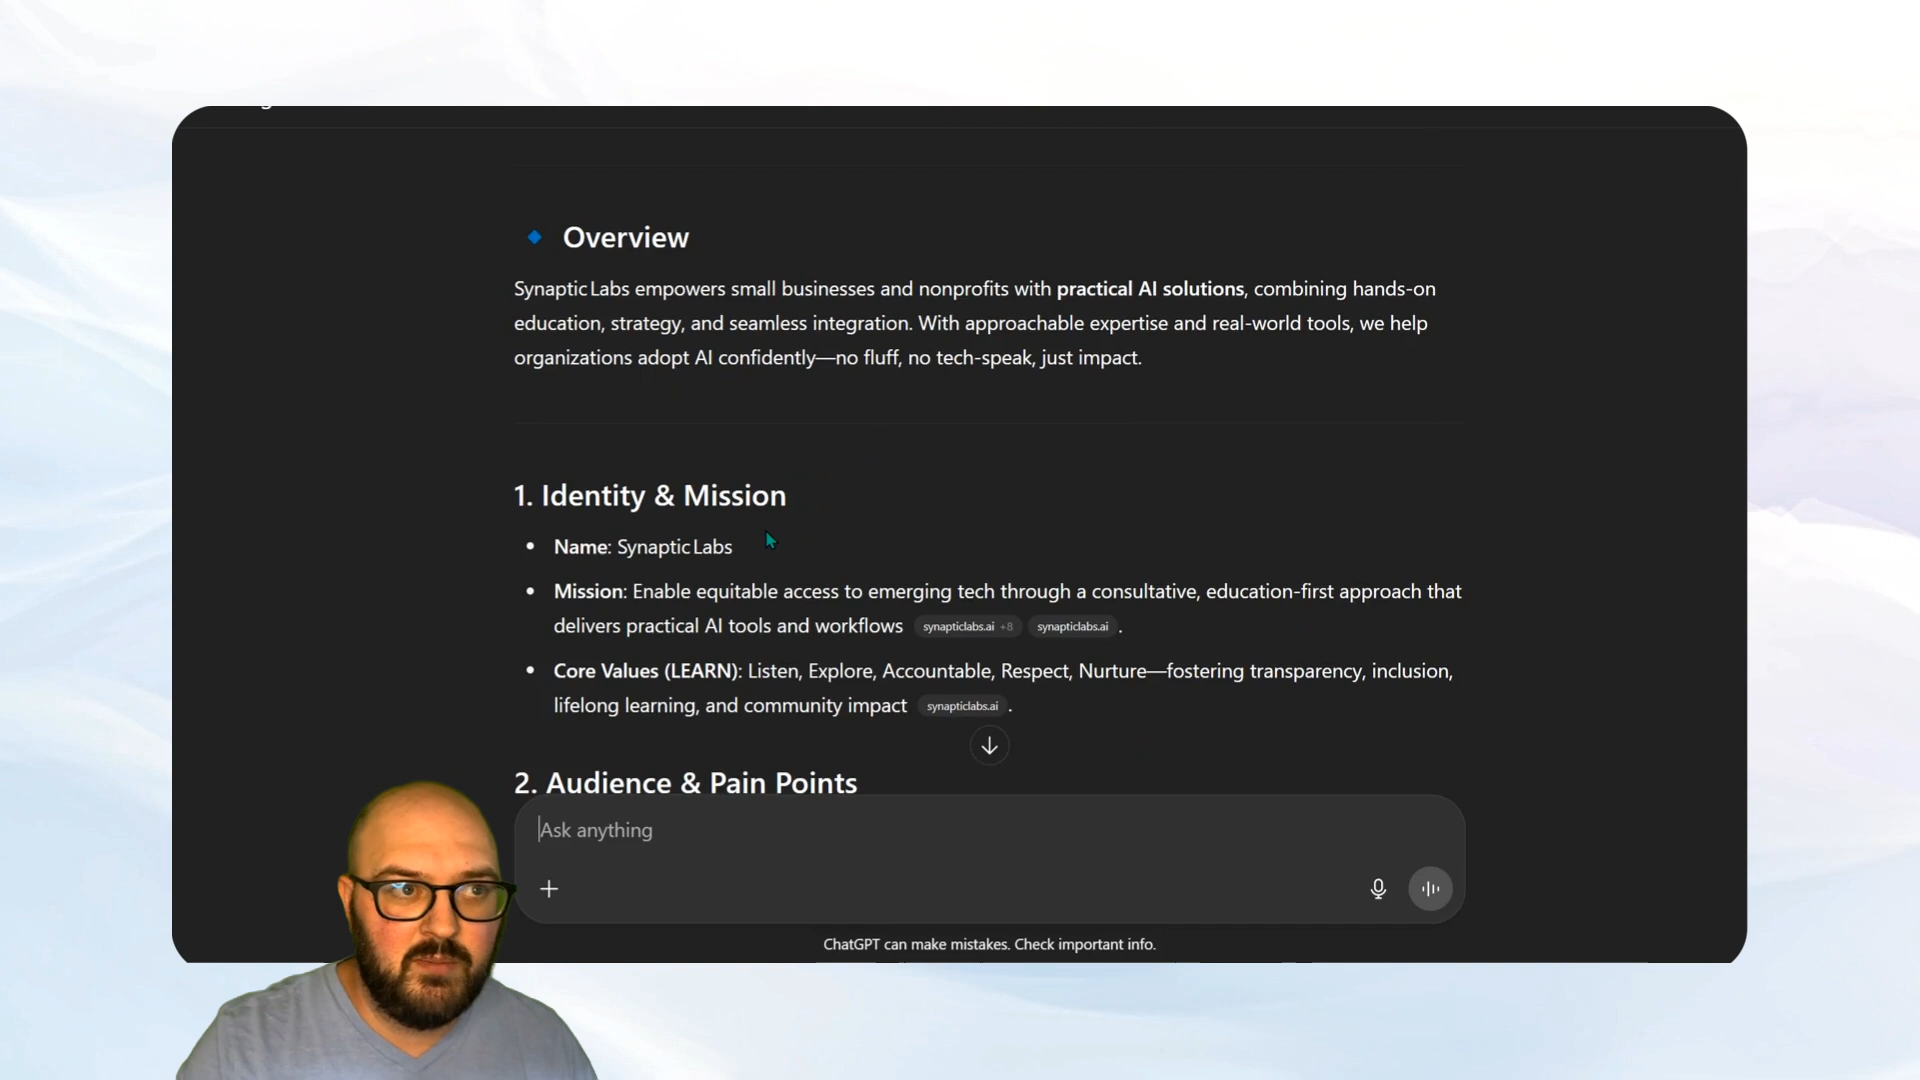 Overview
Synaptic Labs empowers small businesses and nonprofits with practical AI solutions, combining hands-on
education, strategy, and seamless integration. With approachable expertise and real-world tools, we help
organizations adopt AI confidently—no fluff, no tech-speak, just impact.
1. Identity & Mission
• Name: Synaptic Labs
• Mission: Enable equitable access to emerging tech through a consultative, education-first approach that
delivers practical AI tools and workflows synapticlabs.ai +8 synapticlabs.ai .
• Core Values (LEARN): Listen, Explore, Accountable, Respect, Nurture—fostering transparency, inclusion,
lifelong learning, and community impact synapticlabs.ai .
2. Audience & Pain Points
Ask anything
ChatGPT can make mistakes. Check important info.